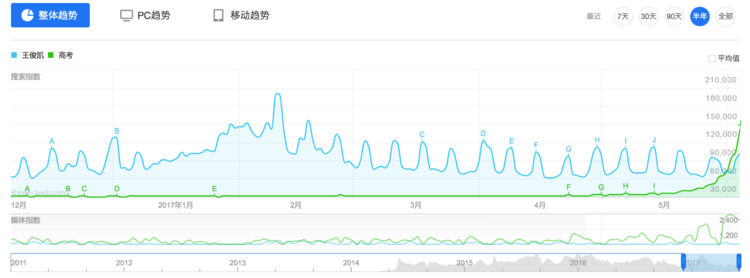 整体趋势 PC趋势 移动趋势 最近 7天 30天 90天 半年 全部
王俊凯 高考 平均值
搜索指数
210,000
180,000
150,000
120,000
90,000
60,000
30,000
A B C D E F G H I J
A B C D E F G H I
12月 2017年1月 2月 3月 4月 5月
媒体指数
2,400
1,200
2011 2012 2013 2014 2015 2016 2017